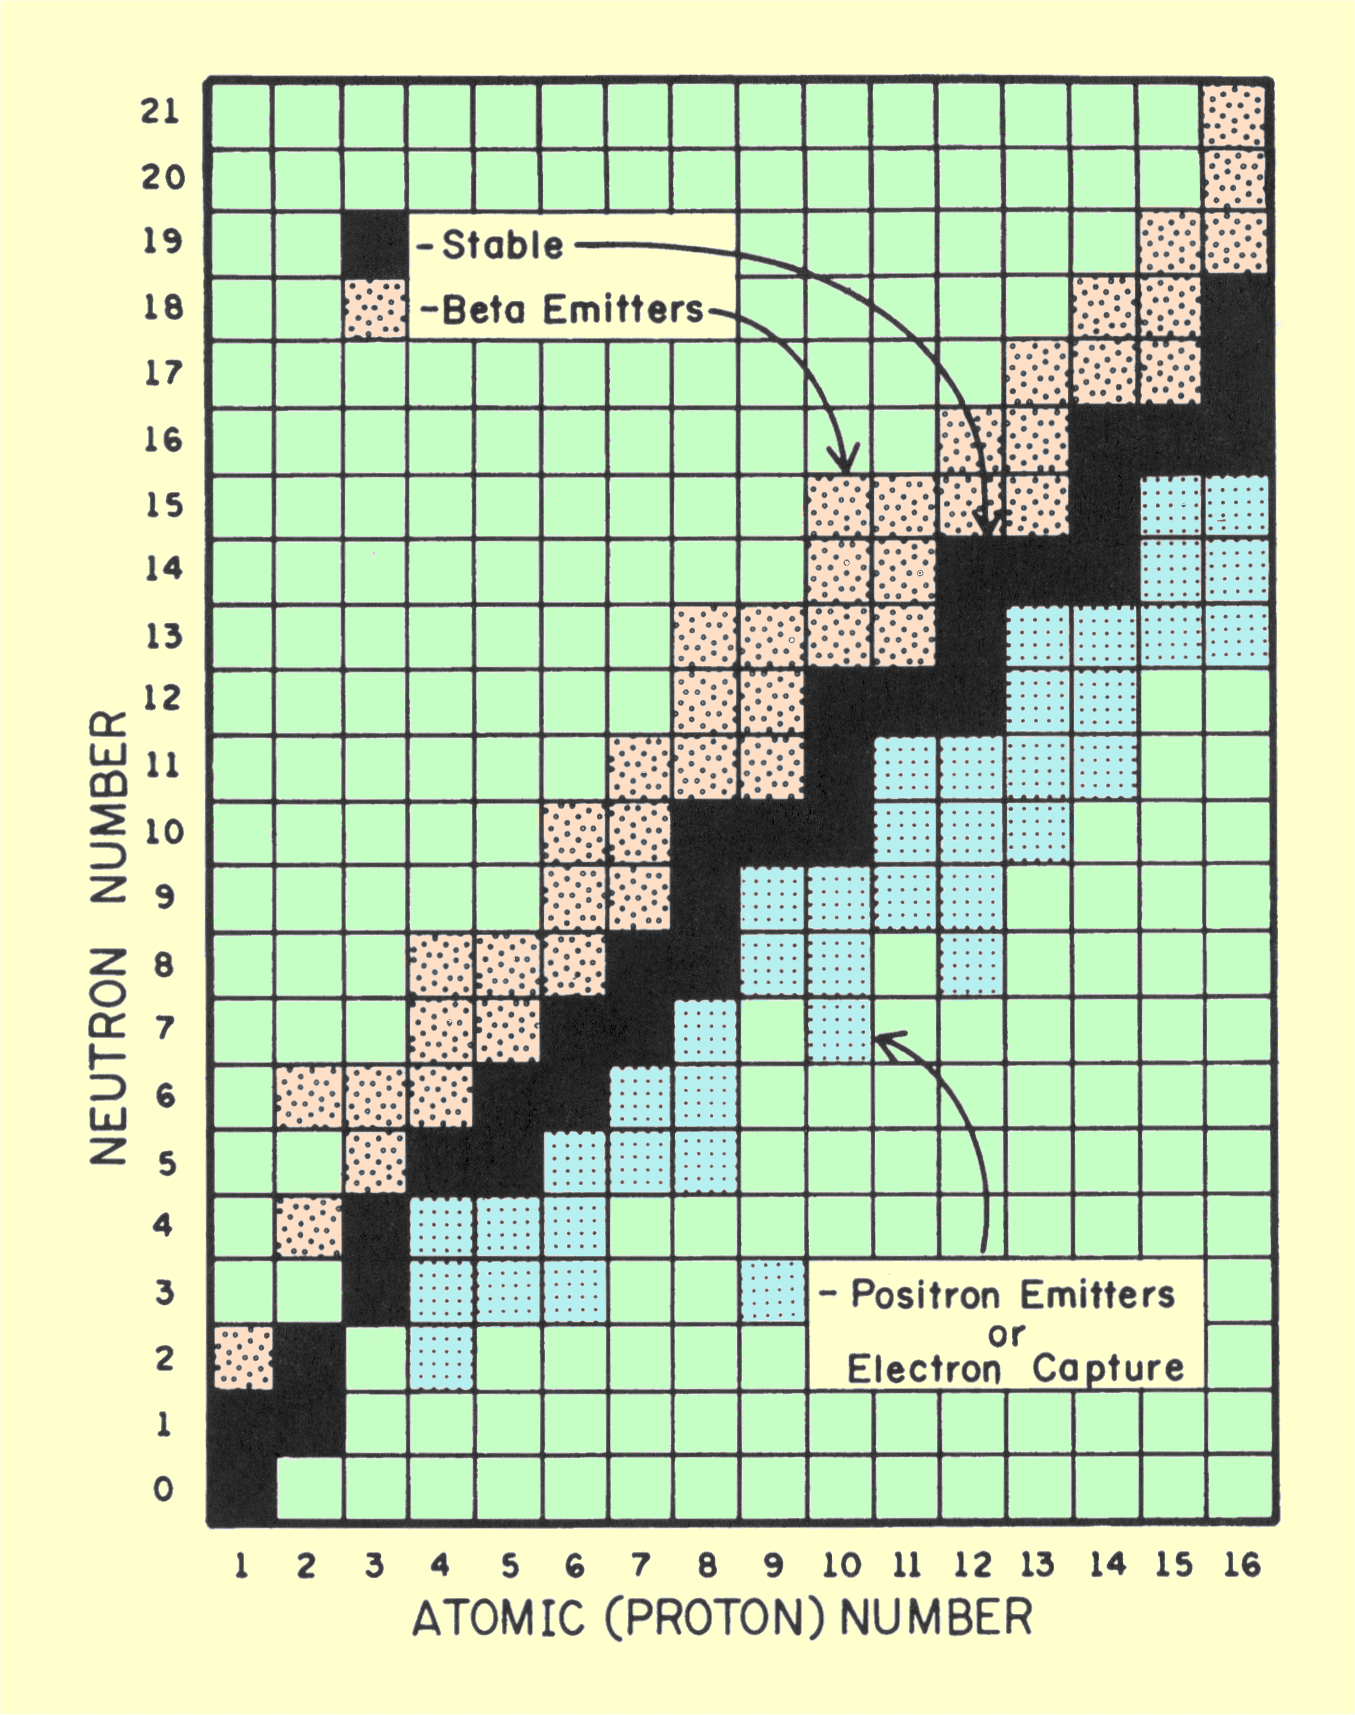 21
20
19
18
17
16
15
14
13
12
11
10
9
8
7
6
5
4
3
2
1
0
- Stable
- Beta Emitters
- Positron Emitters
or
Electron Capture
NEUTRON NUMBER
1 2 3 4 5 6 7 8 9 10 11 12 13 14 15 16
ATOMIC (PROTON) NUMBER